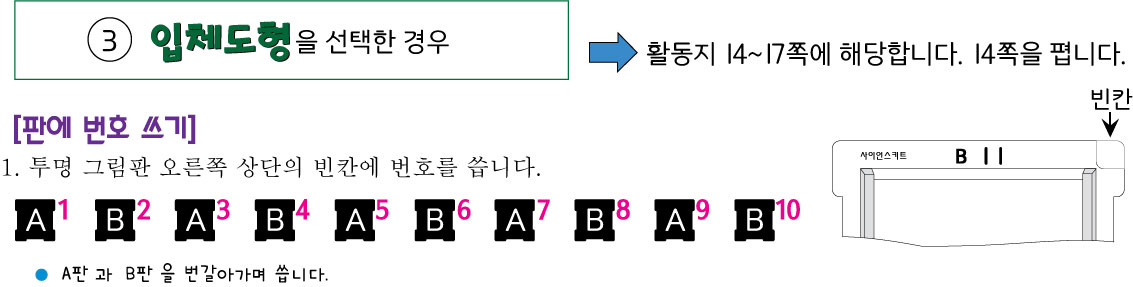 ③ 입체도형을 선택한 경우
활동지 14~17쪽에 해당합니다. 14쪽을 폅니다.
빈칸
[판에 번호 쓰기]
1. 투명 그림판 오른쪽 상단의 빈칸에 번호를 씁니다.
사이언스키트 B 11
A1 B2 A3 B4 A5 B6 A7 B8 A9 B10
● A판 과 B판 을 번갈아가며 씁니다.